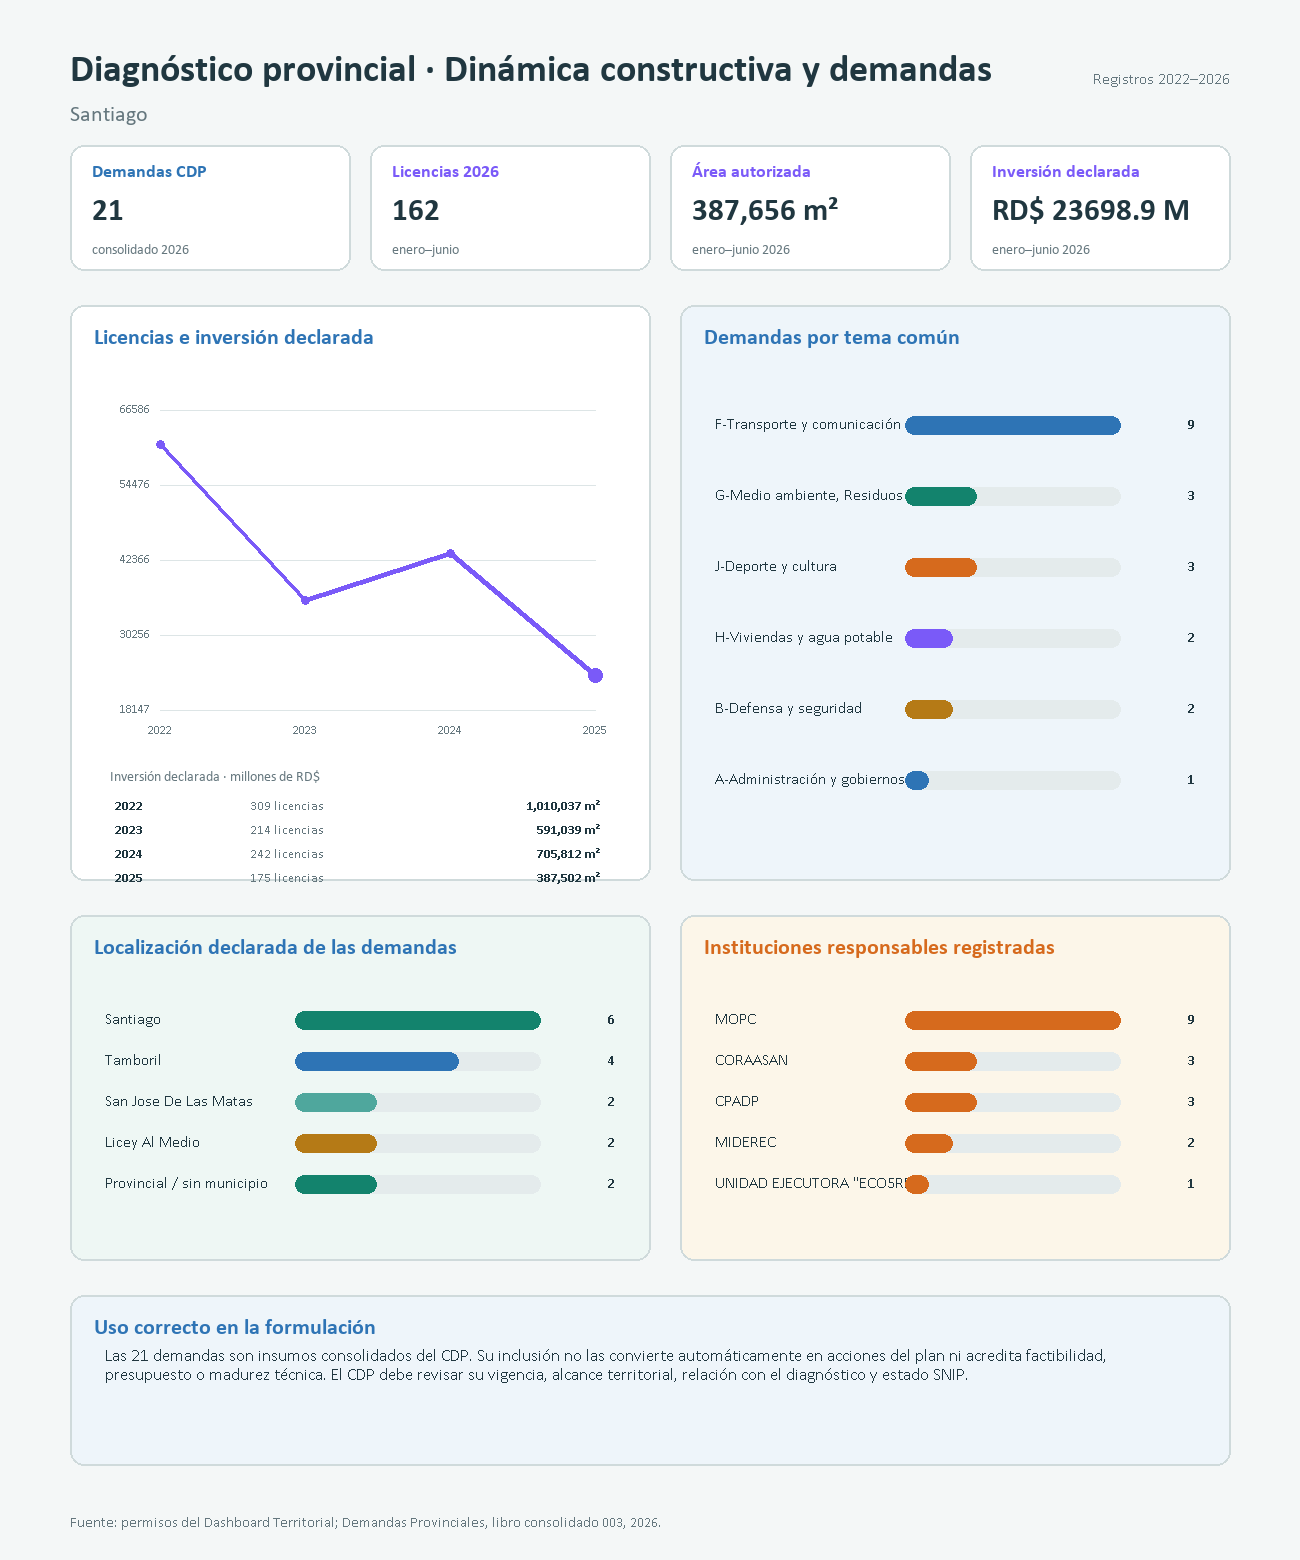 Diagnóstico provincial · Dinámica constructiva y demandas
Registros 2022–2026
Santiago
Demandas CDP
21
consolidado 2026
Licencias 2026
162
enero–junio
Área autorizada
387,656 m²
enero–junio 2026
Inversión declarada
RD$ 23698.9 M
enero–junio 2026
Licencias e inversión declarada
66586
54476
42366
30256
18147
2022 2023 2024 2025
Inversión declarada · millones de RD$
2022 309 licencias 1,010,037 m²
2023 214 licencias 591,039 m²
2024 242 licencias 705,812 m²
2025 175 licencias 387,502 m²
Demandas por tema común
F-Transporte y comunicación 9
G-Medio ambiente, Residuos 3
J-Deporte y cultura 3
H-Viviendas y agua potable 2
B-Defensa y seguridad 2
A-Administración y gobiernos 1
Localización declarada de las demandas
Santiago 6
Tamboril 4
San Jose De Las Matas 2
Licey Al Medio 2
Provincial / sin municipio 2
Instituciones responsables registradas
MOPC 9
CORAASAN 3
CPADP 3
MIDEREC 2
UNIDAD EJECUTORA 1
Uso correcto en la formulación
Las 21 demandas son insumos consolidados del CDP. Su inclusión no las convierte automáticamente en acciones del plan ni acredita factibilidad,
presupuesto o madurez técnica. El CDP debe revisar su vigencia, alcance territorial, relación con el diagnóstico y estado SNIP.
Fuente: permisos del Dashboard Territorial; Demandas Provinciales, libro consolidado 003, 2026.